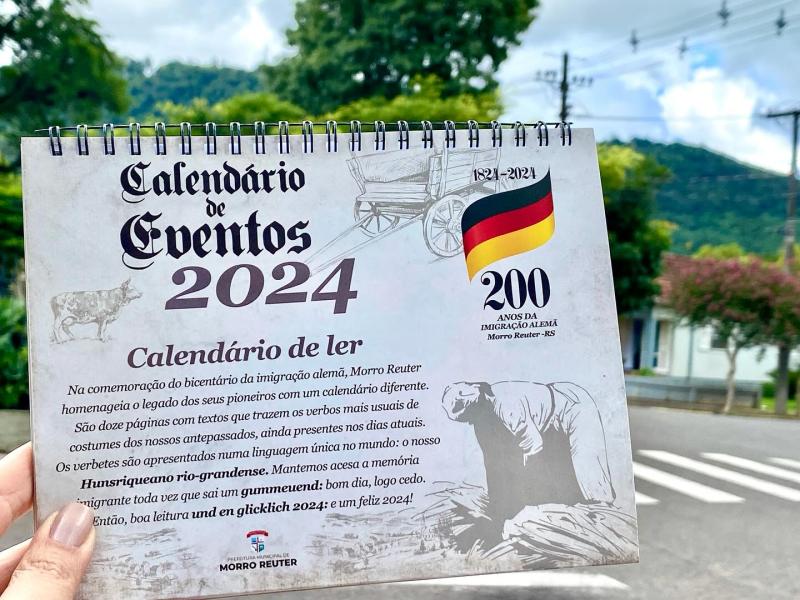 Calendário
de
Eventos
2024
1824-2024
200
ANOS DA
IMIGRAÇÃO ALEMÃ
Morro Reuter -RS
Calendário de ler
Na comemoração do bicentário da imigração alemã, Morro Reuter
homenageia o legado dos seus pioneiros com um calendário diferente.
São doze páginas com textos que trazem os verbos mais usuais de
costumes dos nossos antepassados, ainda presentes nos dias atuais.
Os verbetes são apresentados numa linguagem única no mundo: o nosso
Hunsriqueano rio-grandense. Mantemos acesa a memória
imigrante toda vez que sai um gummeuend: bom dia, logo cedo.
Então, boa leitura und en glicklich 2024: e um feliz 2024!
PREFEITURA MUNICIPAL DE
MORRO REUTER